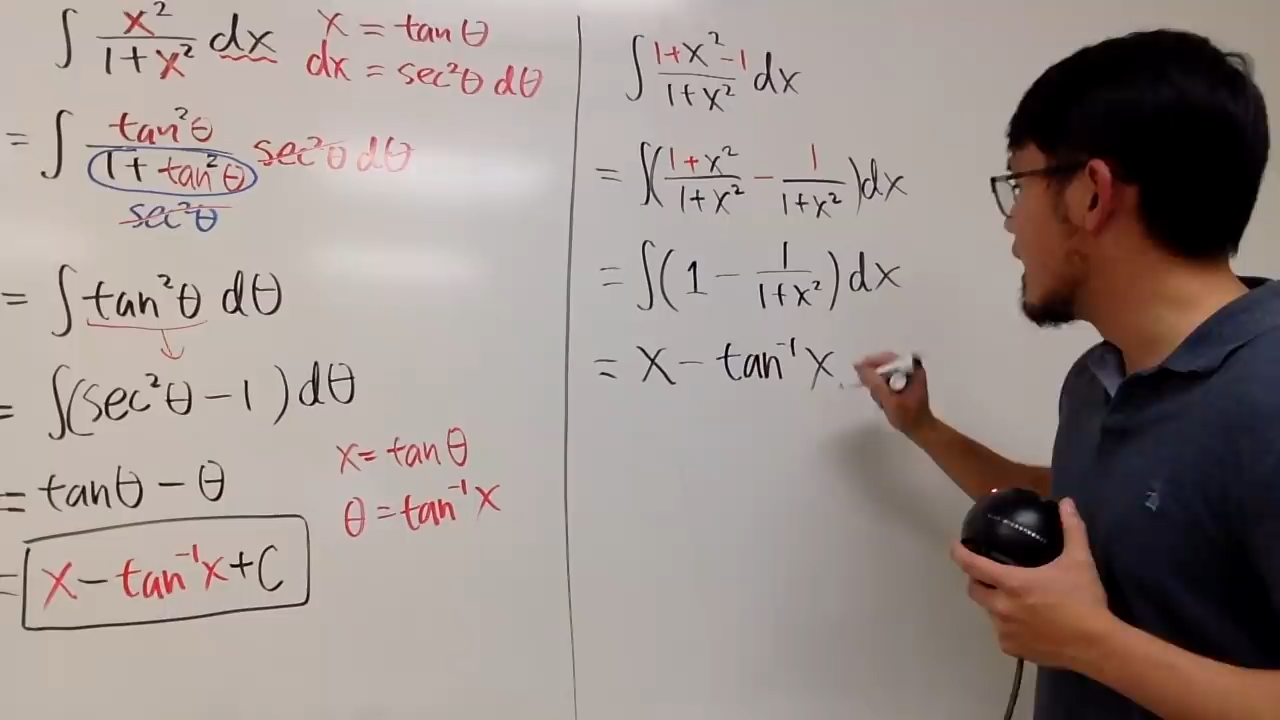 ∫ x²/(1+x²) dx
x = tanθ
dx = sec²θ dθ
= ∫ tan²θ/(1+tan²θ) sec²θ dθ
sec²θ
= ∫ tan²θ dθ
= ∫(sec²θ − 1) dθ
= tanθ − θ
x = tanθ
θ = tan⁻¹x
= x − tan⁻¹x + C
∫ (1+x²−1)/(1+x²) dx
= ∫((1+x²)/(1+x²) − 1/(1+x²)) dx
= ∫(1 − 1/(1+x²)) dx
= x − tan⁻¹x